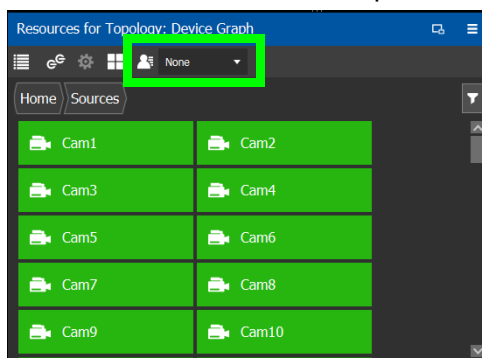 Resources for Topology: Device Graph
None
Home Sources
Cam1 Cam2
Cam3 Cam4
Cam5 Cam6
Cam7 Cam8
Cam9 Cam10